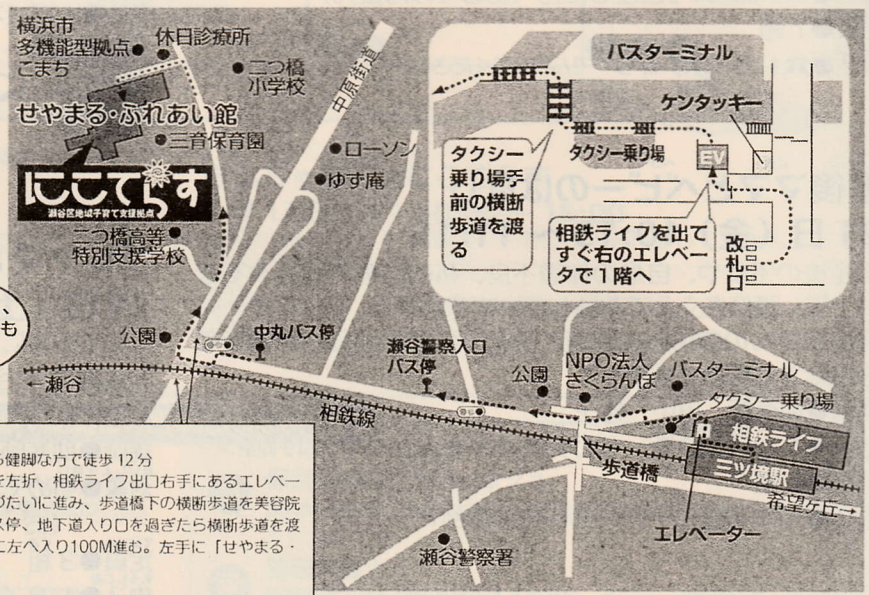 横浜市
多機能型拠点
こまち
休日診療所
二つ橋
小学校
中原街道
せやまる・ふれあい館
三育保育園
ローソン
ゆず庵
にこてらす
瀬谷区地域子育て支援拠点
二つ橋高等
特別支援学校
バスターミナル
ケンタッキー
タクシー乗り場
EV
タクシー
乗り場手
前の横断
歩道を渡
る
相鉄ライフを出て
すぐ右のエレベー
タで1階へ
改札口
、
も
公園
中丸バス停
瀬谷警察入口
バス停
公園
NPO法人
さくらんぼ
バスターミナル
タクシー乗り場
←瀬谷
相鉄線
相鉄ライフ
三ツ境駅
歩道橋
希望ケ丘→
エレベーター
瀬谷警察署
ら健脚な方で徒歩12分
を左折、相鉄ライフ出口右手にあるエレベー
づたいに進み、歩道橋下の横断歩道を美容院
ス停、地下道入り口を過ぎたら横断歩道を渡
に左へ入り100M進む。左手に「せやまる・